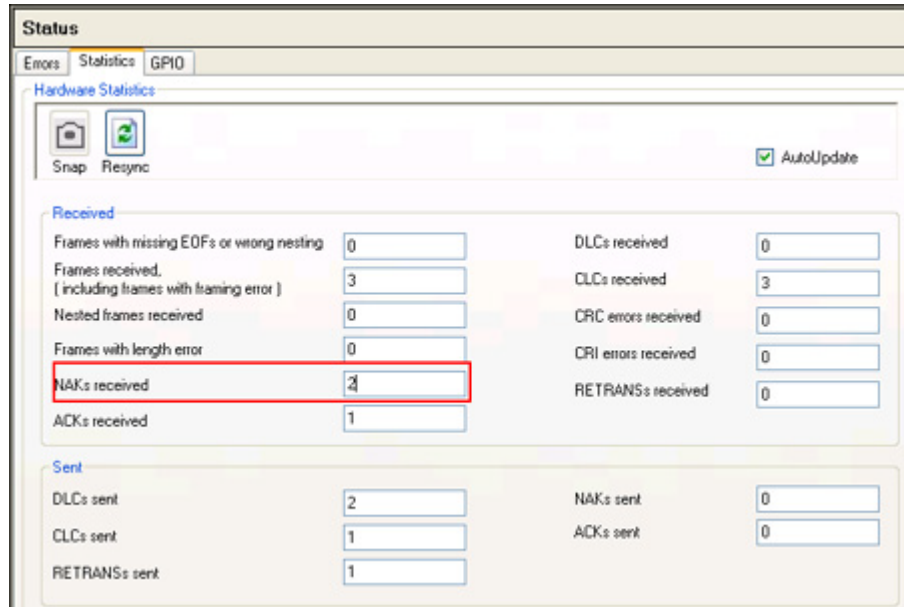 Status
Errors Statistics GPIO
Hardware Statistics
Snap Resync
AutoUpdate
Received
Frames with missing EOFs or wrong nesting 0
Frames received,
( including frames with framing error ) 3
Nested frames received 0
Frames with length error 0
NAKs received 2
ACKs received 1
DLCs received 0
CLCs received 3
CRC errors received 0
CRI errors received 0
RETRANSs received 0
Sent
DLCs sent 2
CLCs sent 1
RETRANSs sent 1
NAKs sent 0
ACKs sent 0